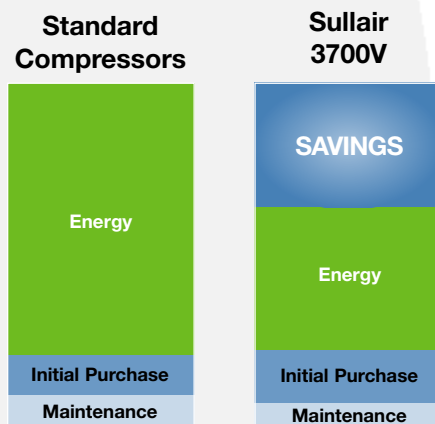 Standard
Compressors
Energy
Initial Purchase
Maintenance
Sullair
3700V
SAVINGS
Energy
Initial Purchase
Maintenance